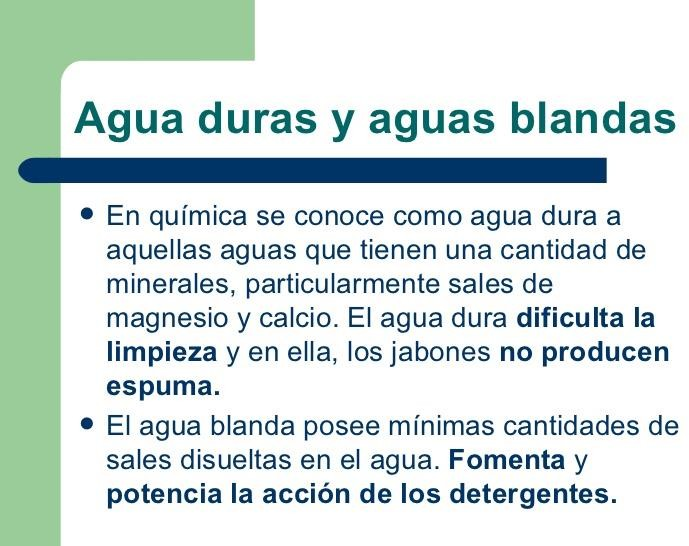 Agua duras y aguas blandas
En química se conoce como agua dura a
aquellas aguas que tienen una cantidad de
minerales, particularmente sales de
magnesio y calcio. El agua dura dificulta la
limpieza y en ella, los jabones no producen
espuma.
El agua blanda posee mínimas cantidades de
sales disueltas en el agua. Fomenta y
potencia la acción de los detergentes.